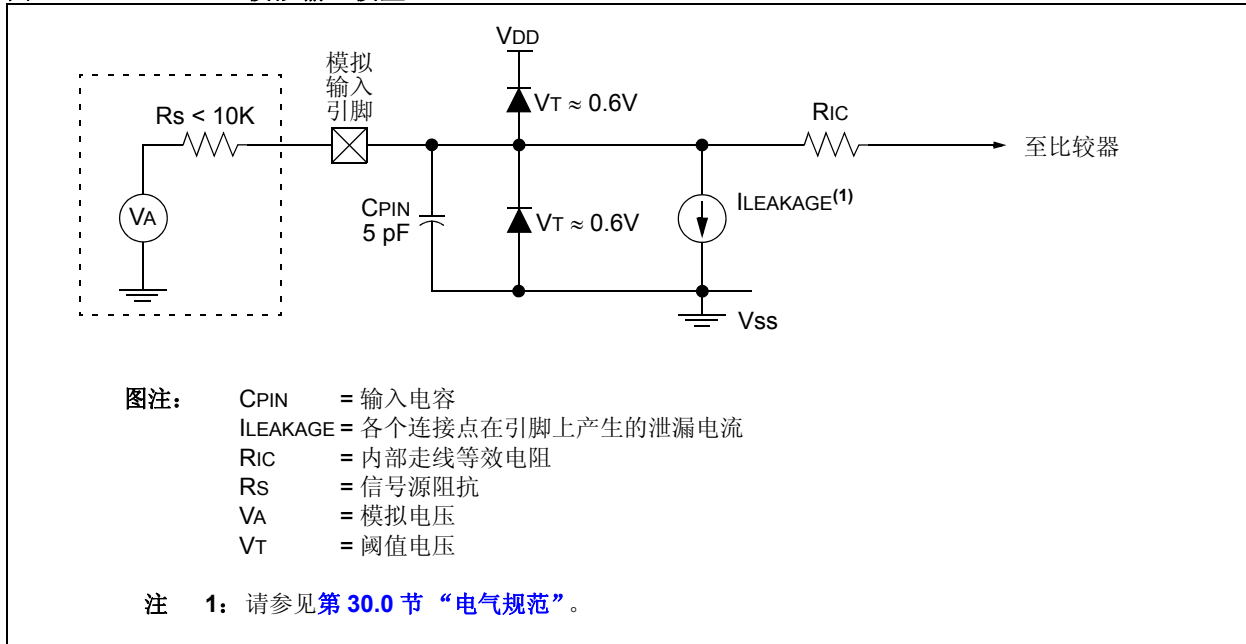 VDD
模拟
输入
引脚
Rs < 10K
VT ≈ 0.6V
RIC
至比较器
VA
CPIN
5 pF
VT ≈ 0.6V
ILEAKAGE(1)
Vss
图注： CPIN = 输入电容
ILEAKAGE = 各个连接点在引脚上产生的泄漏电流
RIC = 内部走线等效电阻
RS = 信号源阻抗
VA = 模拟电压
VT = 阈值电压
注 1： 请参见第 30.0 节 “电气规范”。